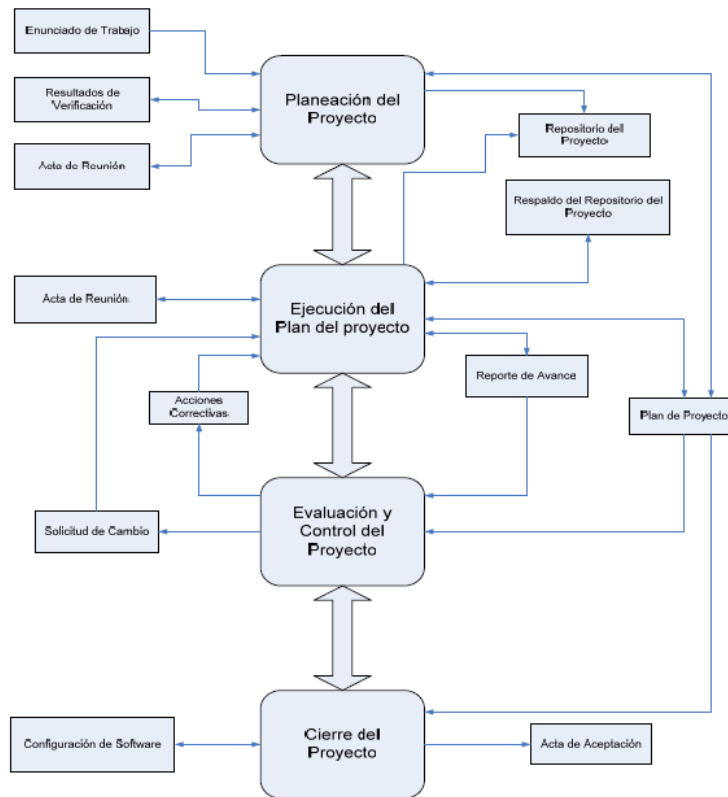 Enunciado de Trabajo
Planeación del
Proyecto
Resultados de
Verificación
Repositorio del
Proyecto
Acta de Reunión
Respaldo del Repositorio del
Proyecto
Acta de Reunión
Ejecución del
Plan del proyecto
Reporte de Avance
Acciones
Correctivas
Plan de Proyecto
Evaluación y
Control del
Proyecto
Solicitud de Cambio
Cierre del
Proyecto
Configuración de Software
Acta de Aceptación